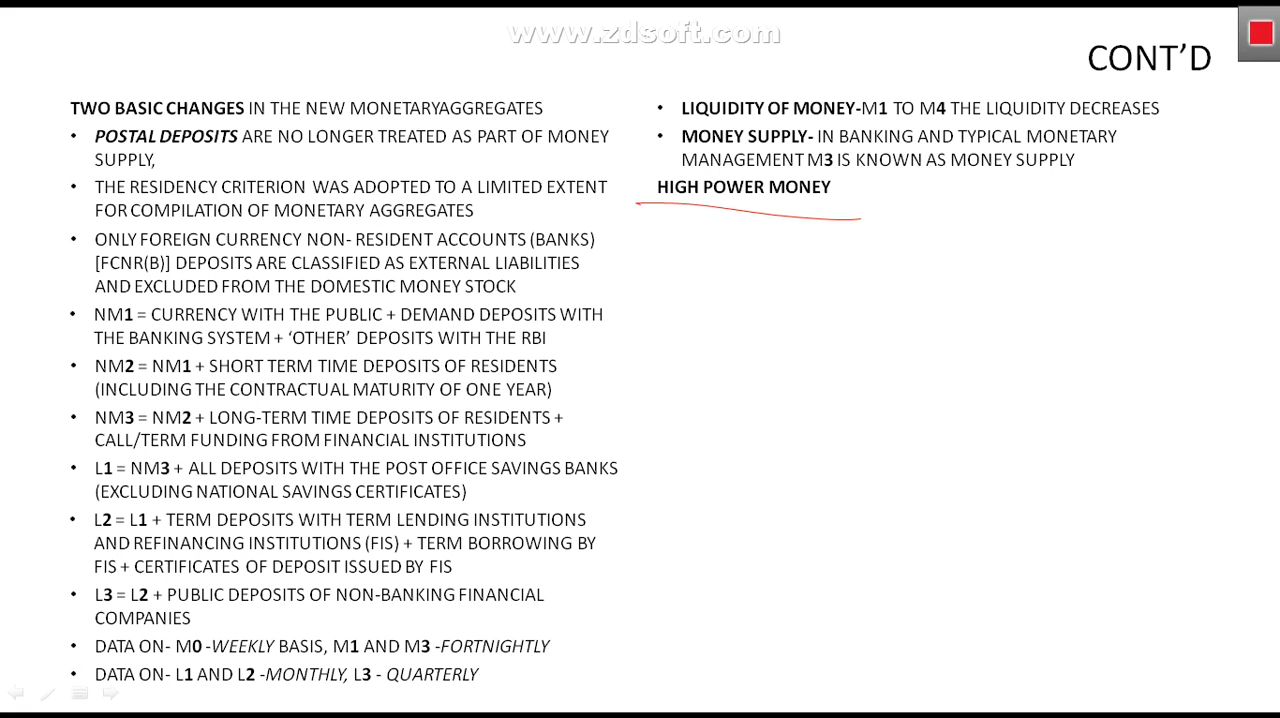 www.zdsoft.com
CONT’D
TWO BASIC CHANGES IN THE NEW MONETARYAGGREGATES
• POSTAL DEPOSITS ARE NO LONGER TREATED AS PART OF MONEY
SUPPLY,
• THE RESIDENCY CRITERION WAS ADOPTED TO A LIMITED EXTENT
FOR COMPILATION OF MONETARY AGGREGATES
• ONLY FOREIGN CURRENCY NON- RESIDENT ACCOUNTS (BANKS)
[FCNR(B)] DEPOSITS ARE CLASSIFIED AS EXTERNAL LIABILITIES
AND EXCLUDED FROM THE DOMESTIC MONEY STOCK
• NM1 = CURRENCY WITH THE PUBLIC + DEMAND DEPOSITS WITH
THE BANKING SYSTEM + ‘OTHER’ DEPOSITS WITH THE RBI
• NM2 = NM1 + SHORT TERM TIME DEPOSITS OF RESIDENTS
(INCLUDING THE CONTRACTUAL MATURITY OF ONE YEAR)
• NM3 = NM2 + LONG-TERM TIME DEPOSITS OF RESIDENTS +
CALL/TERM FUNDING FROM FINANCIAL INSTITUTIONS
• L1 = NM3 + ALL DEPOSITS WITH THE POST OFFICE SAVINGS BANKS
(EXCLUDING NATIONAL SAVINGS CERTIFICATES)
• L2 = L1 + TERM DEPOSITS WITH TERM LENDING INSTITUTIONS
AND REFINANCING INSTITUTIONS (FIS) + TERM BORROWING BY
FIS + CERTIFICATES OF DEPOSIT ISSUED BY FIS
• L3 = L2 + PUBLIC DEPOSITS OF NON-BANKING FINANCIAL
COMPANIES
• DATA ON- M0 -WEEKLY BASIS, M1 AND M3 -FORTNIGHTLY
• DATA ON- L1 AND L2 -MONTHLY, L3 - QUARTERLY
• LIQUIDITY OF MONEY-M1 TO M4 THE LIQUIDITY DECREASES
• MONEY SUPPLY- IN BANKING AND TYPICAL MONETARY
MANAGEMENT M3 IS KNOWN AS MONEY SUPPLY
HIGH POWER MONEY